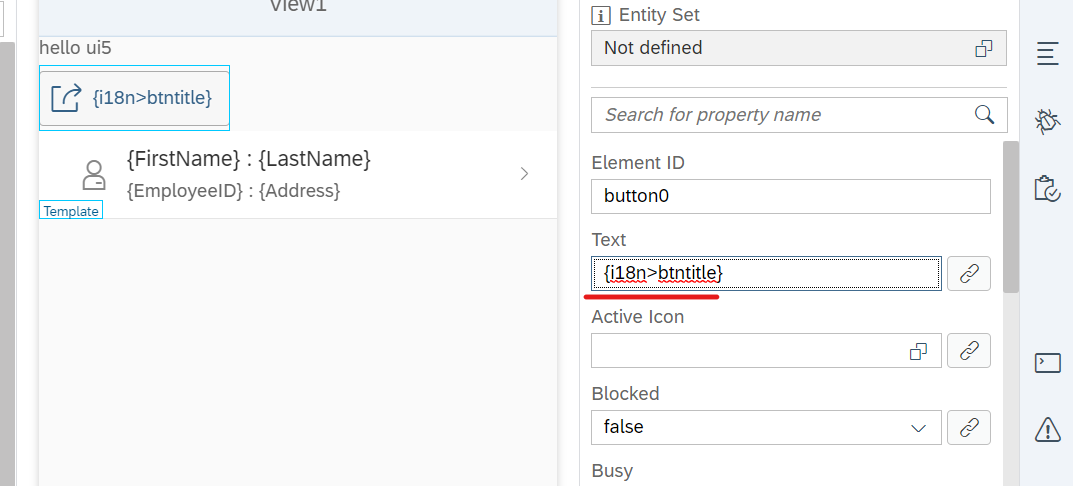 View1
hello ui5
{i18n>btntitle}
{FirstName} : {LastName}
{EmployeeID} : {Address}
Template
Entity Set
Not defined
Search for property name
Element ID
button0
Text
{i18n>btntitle}
Active Icon
Blocked
false
Busy